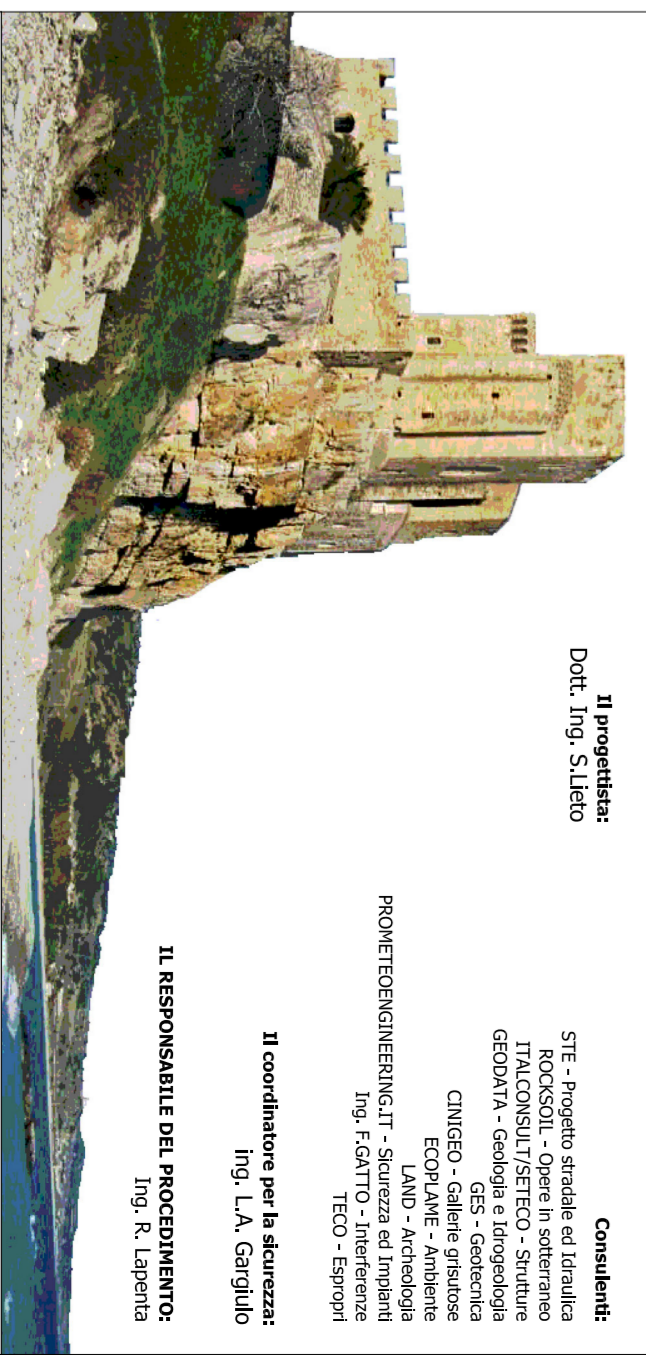 Il progettista:
Dott. Ing. S.Lieto
Consulenti:
STE - Progetto stradale ed Idraulica
ROCKSOIL - Opere in sotterraneo
ITALCONSULT/SETECO - Strutture
GEODATA - Geologia e Idrogeologia
GES - Geotecnica
CINIGEO - Gallerie grisutose
ECOPLAME - Ambiente
LAND - Archeologia
PROMETEOENGINEERING.IT - Sicurezza ed Impianti
Ing. F.GATTO - Interferenze
TECO - Espropri
Il coordinatore per la sicurezza:
ing. L.A. Gargiulo
IL RESPONSABILE DEL PROCEDIMENTO:
Ing. R. Lapenta